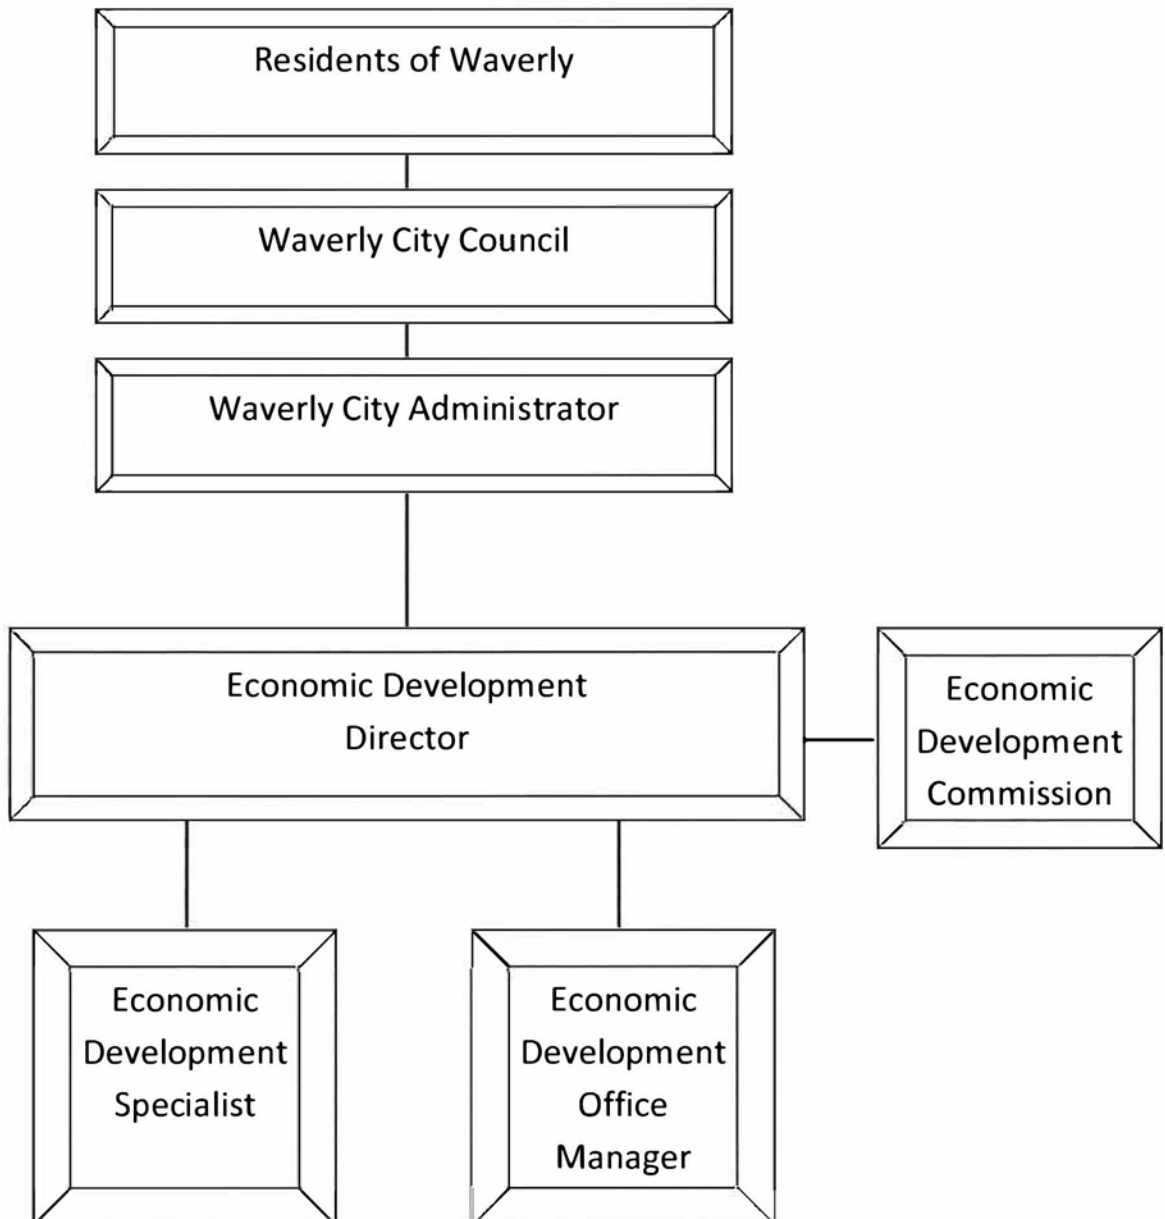 Residents of Waverly
Waverly City Council
Waverly City Administrator
Economic Development
Director
Economic
Development
Commission
Economic
Development
Specialist
Economic
Development
Office
Manager